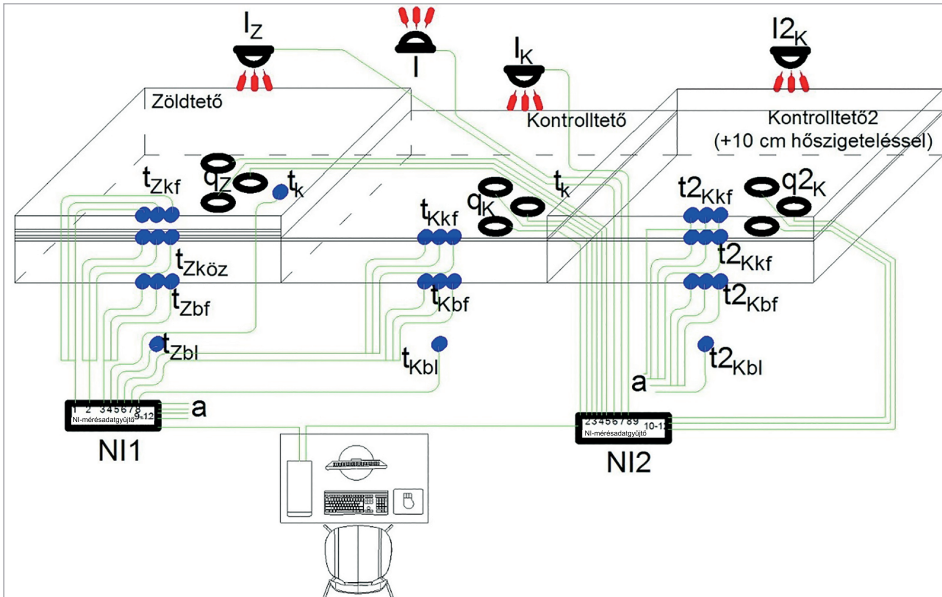 I_Z
I
I_K
I2_K
Zöldtető
Kontrolltető
Kontrolltető2
(+10 cm hőszigeteléssel)
t_Zkf
q_Z
t_k
t_Kkf
q_K
t_k
t2_Kkf
q2_K
t_Zköz
t2_Kkf
t_Zbf
t_Kbf
t2_Kbf
t_Zbl
t_Kbl
t2_Kbl
a
a
1 2 3 4 5 6 7 8 9-12
NI-mérésadatgyűjtő
NI1
2 3 4 5 6 7 8 9 10-12
NI-mérésadatgyűjtő
NI2